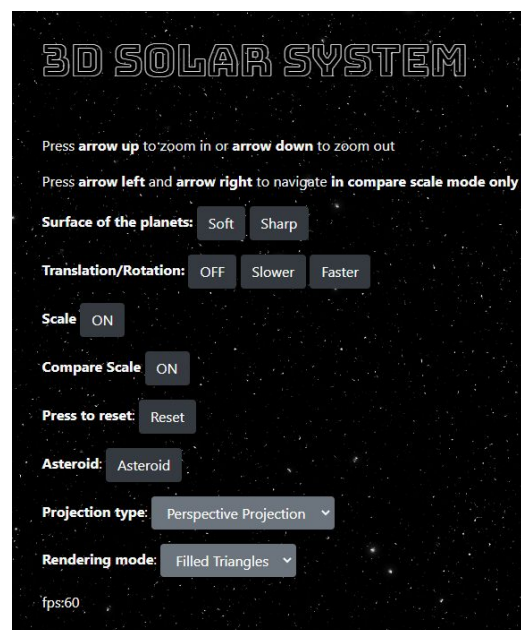 3D SOLAR SYSTEM
Press arrow up to zoom in or arrow down to zoom out
Press arrow left and arrow right to navigate in compare scale mode only
Surface of the planets: Soft Sharp
Translation/Rotation: OFF Slower Faster
Scale ON
Compare Scale ON
Press to reset: Reset
Asteroid: Asteroid
Projection type: Perspective Projection
Rendering mode: Filled Triangles
fps:60